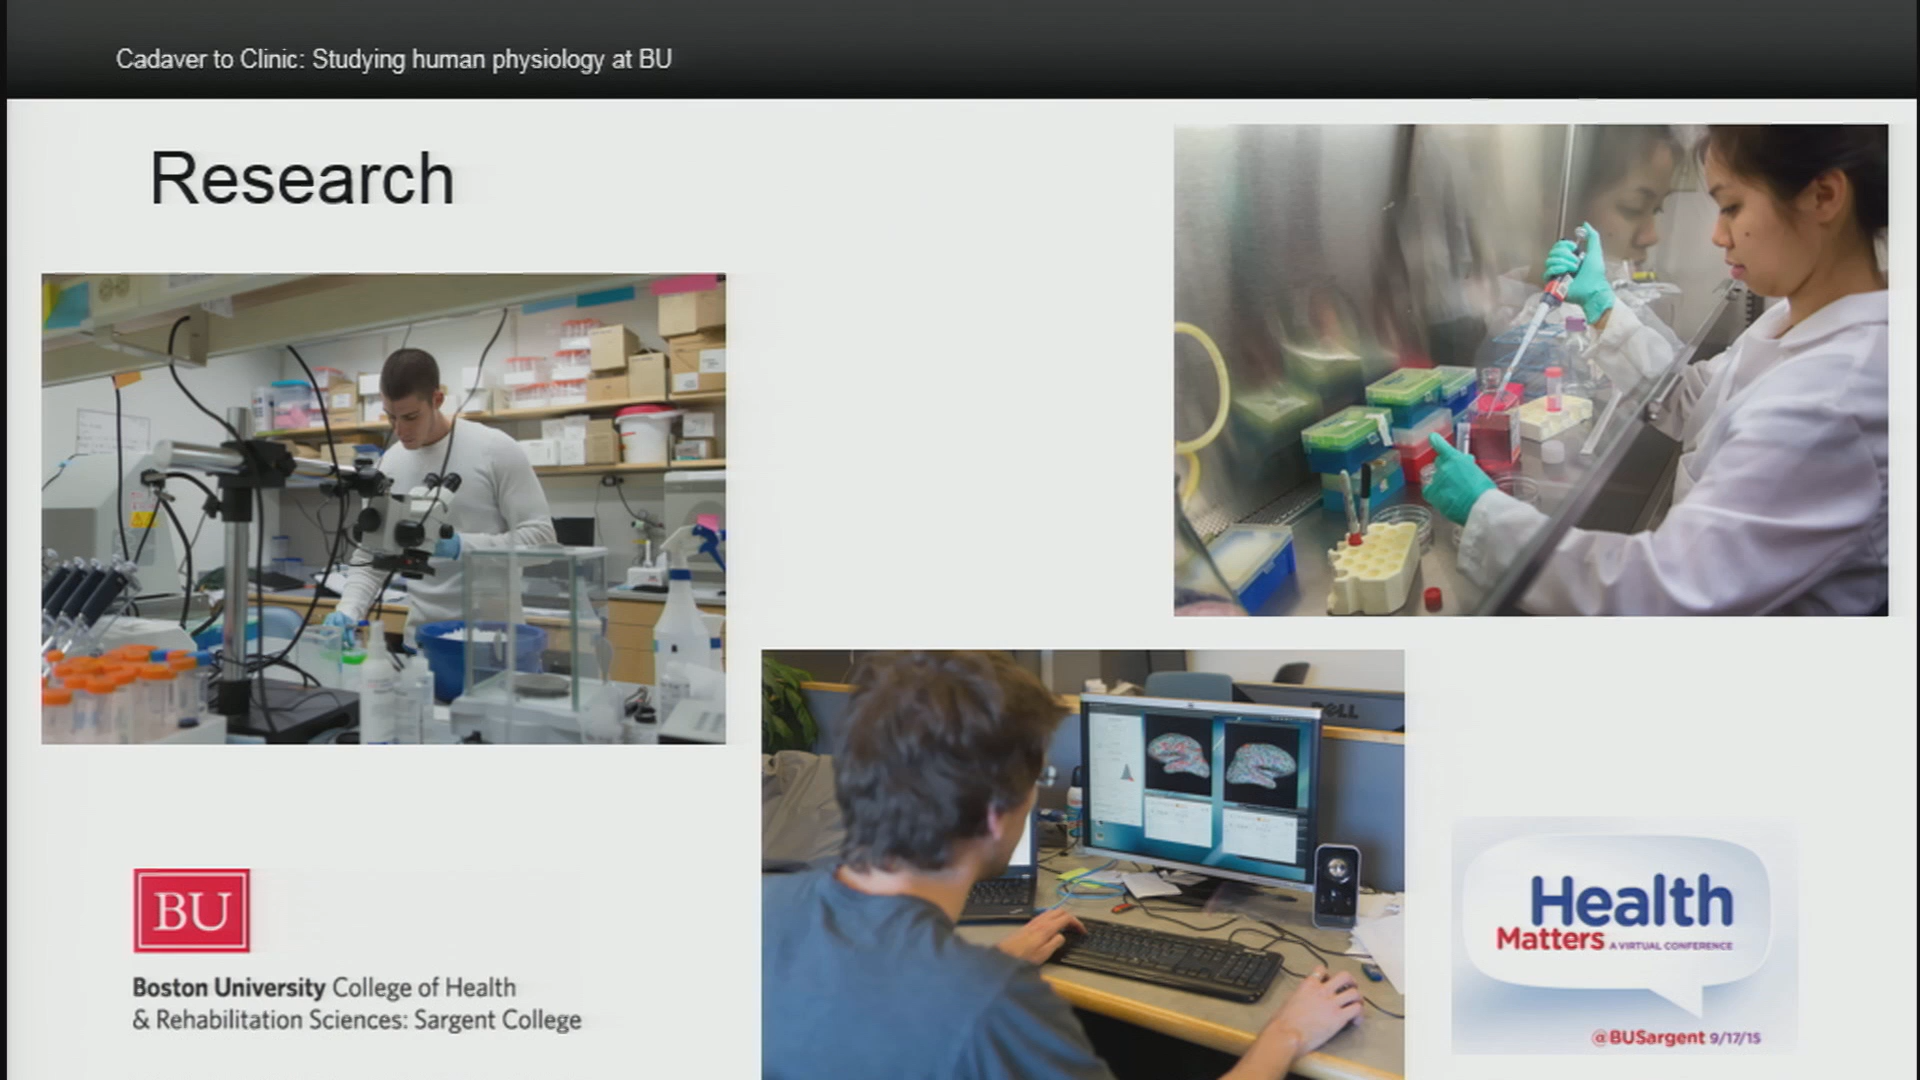 Cadaver to Clinic: Studying human physiology at BU
Research
DELL
BU
Boston University College of Health
& Rehabilitation Sciences: Sargent College
Health
Matters A VIRTUAL CONFERENCE
@BUSargent 9/17/15